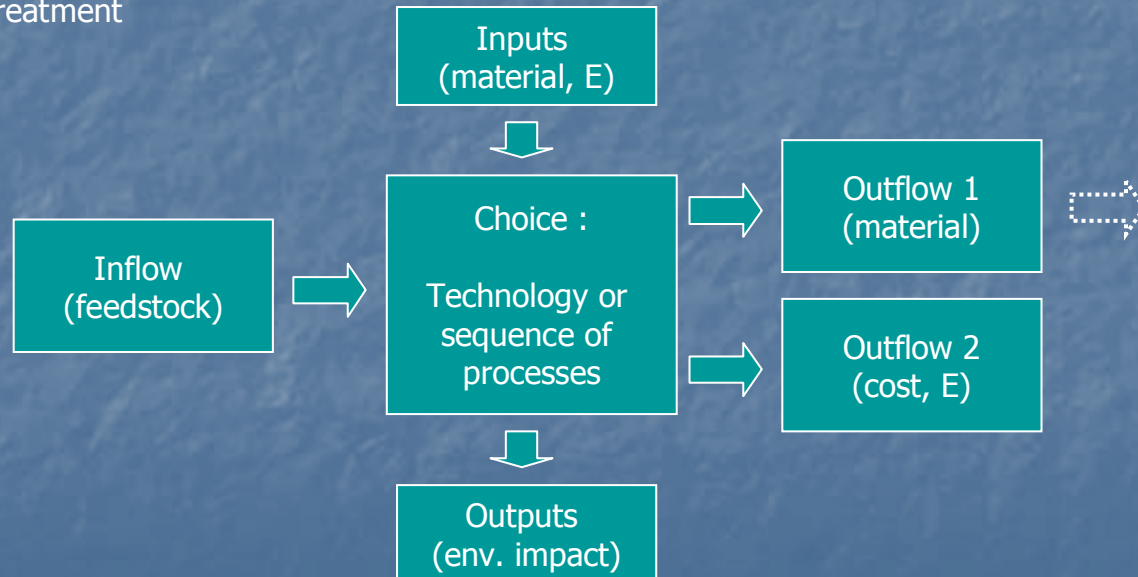 reatment
Inputs
(material, E)
Inflow
(feedstock)
Choice :
Technology or
sequence of
processes
Outflow 1
(material)
Outflow 2
(cost, E)
Outputs
(env. impact)